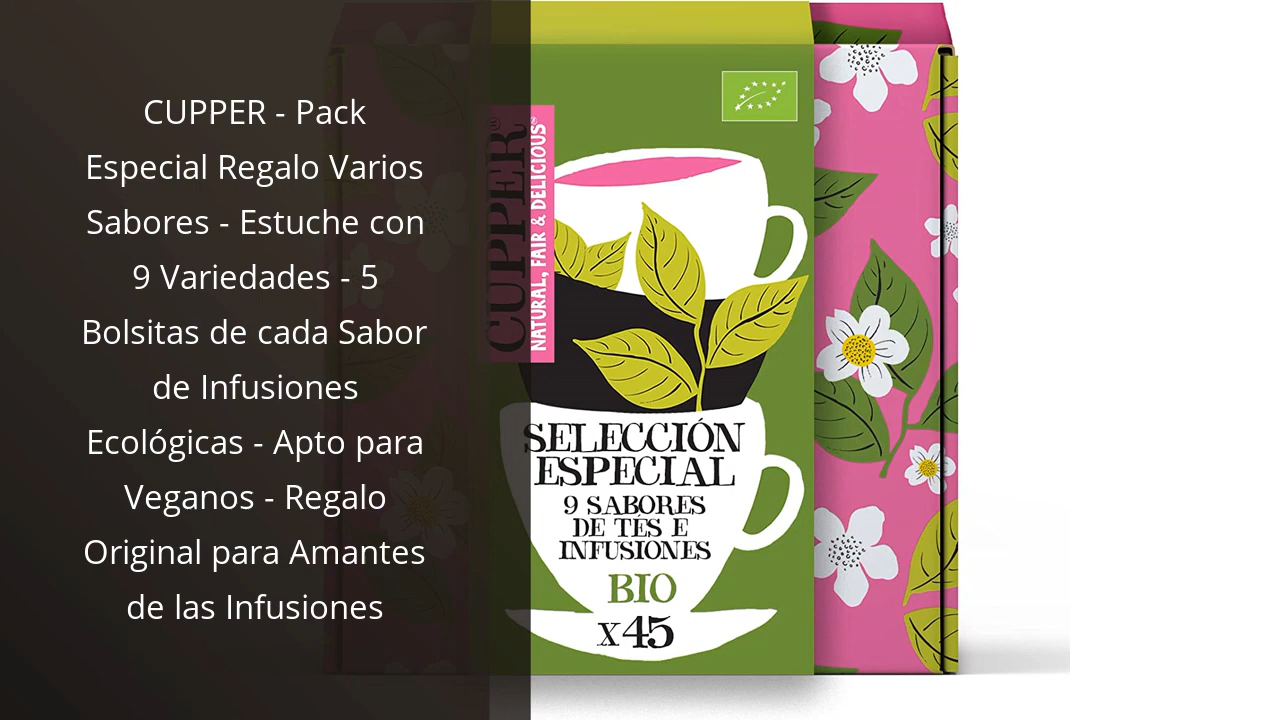 CUPPER - Pack
Especial Regalo Varios
Sabores - Estuche con
9 Variedades - 5
Bolsitas de cada Sabor
de Infusiones
Ecológicas - Apto para
Veganos - Regalo
Original para Amantes
de las Infusiones
CUPPER®
NATURAL, FAIR & DELICIOUS®
SELECCIÓN
ESPECIAL
9 SABORES
DE TÉS E
INFUSIONES
BIO
x45